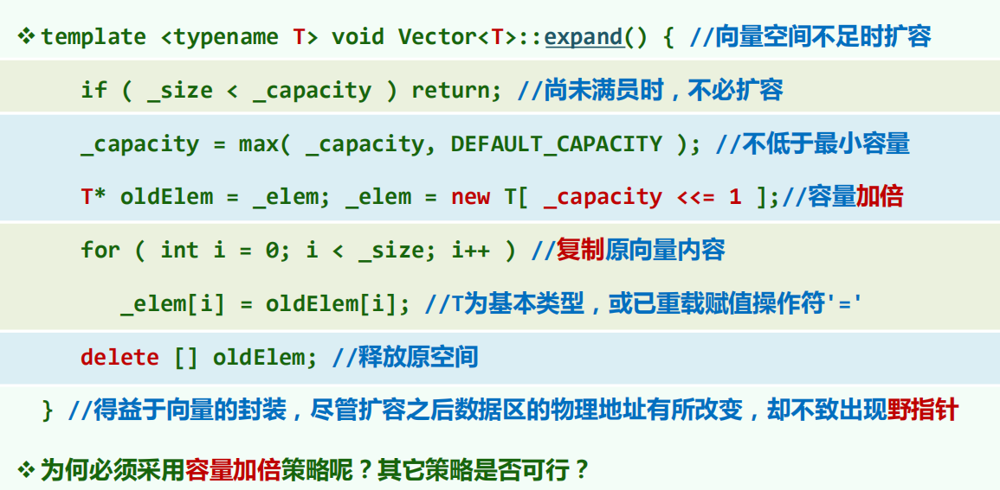 ❖template <typename T> void Vector<T>::expand() { //向量空间不足时扩容
if ( _size < _capacity ) return; //尚未满员时，不必扩容
_capacity = max( _capacity, DEFAULT_CAPACITY ); //不低于最小容量
T* oldElem = _elem; _elem = new T[ _capacity <<= 1 ];//容量加倍
for ( int i = 0; i < _size; i++ ) //复制原向量内容
_elem[i] = oldElem[i]; //T为基本类型，或已重载赋值操作符'='
delete [] oldElem; //释放原空间
} //得益于向量的封装，尽管扩容之后数据区的物理地址有所改变，却不致出现野指针
❖为何必须采用容量加倍策略呢？其它策略是否可行？